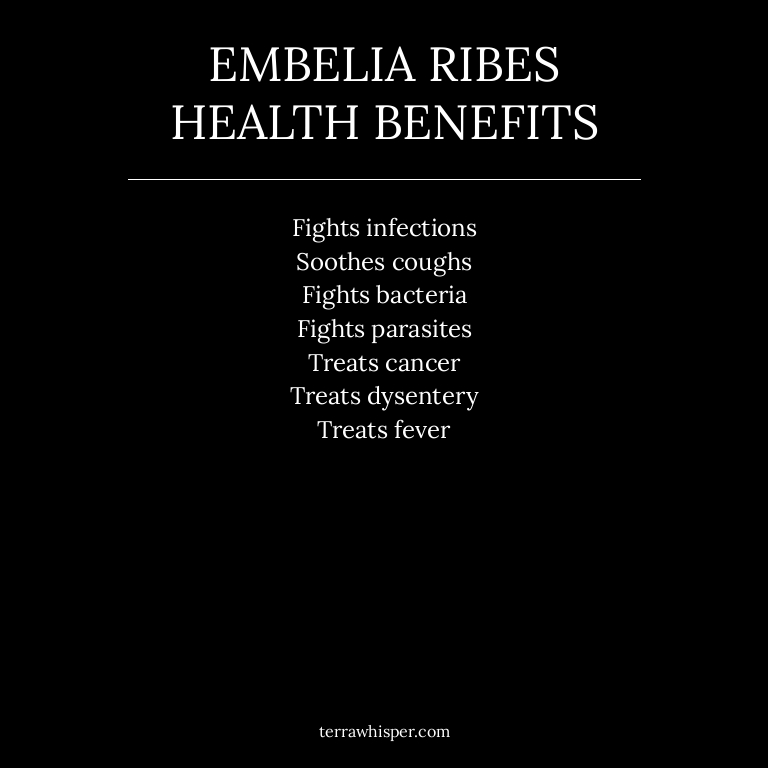 EMBELIA RIBES
HEALTH BENEFITS
Fights infections
Soothes coughs
Fights bacteria
Fights parasites
Treats cancer
Treats dysentery
Treats fever
terrawhisper.com